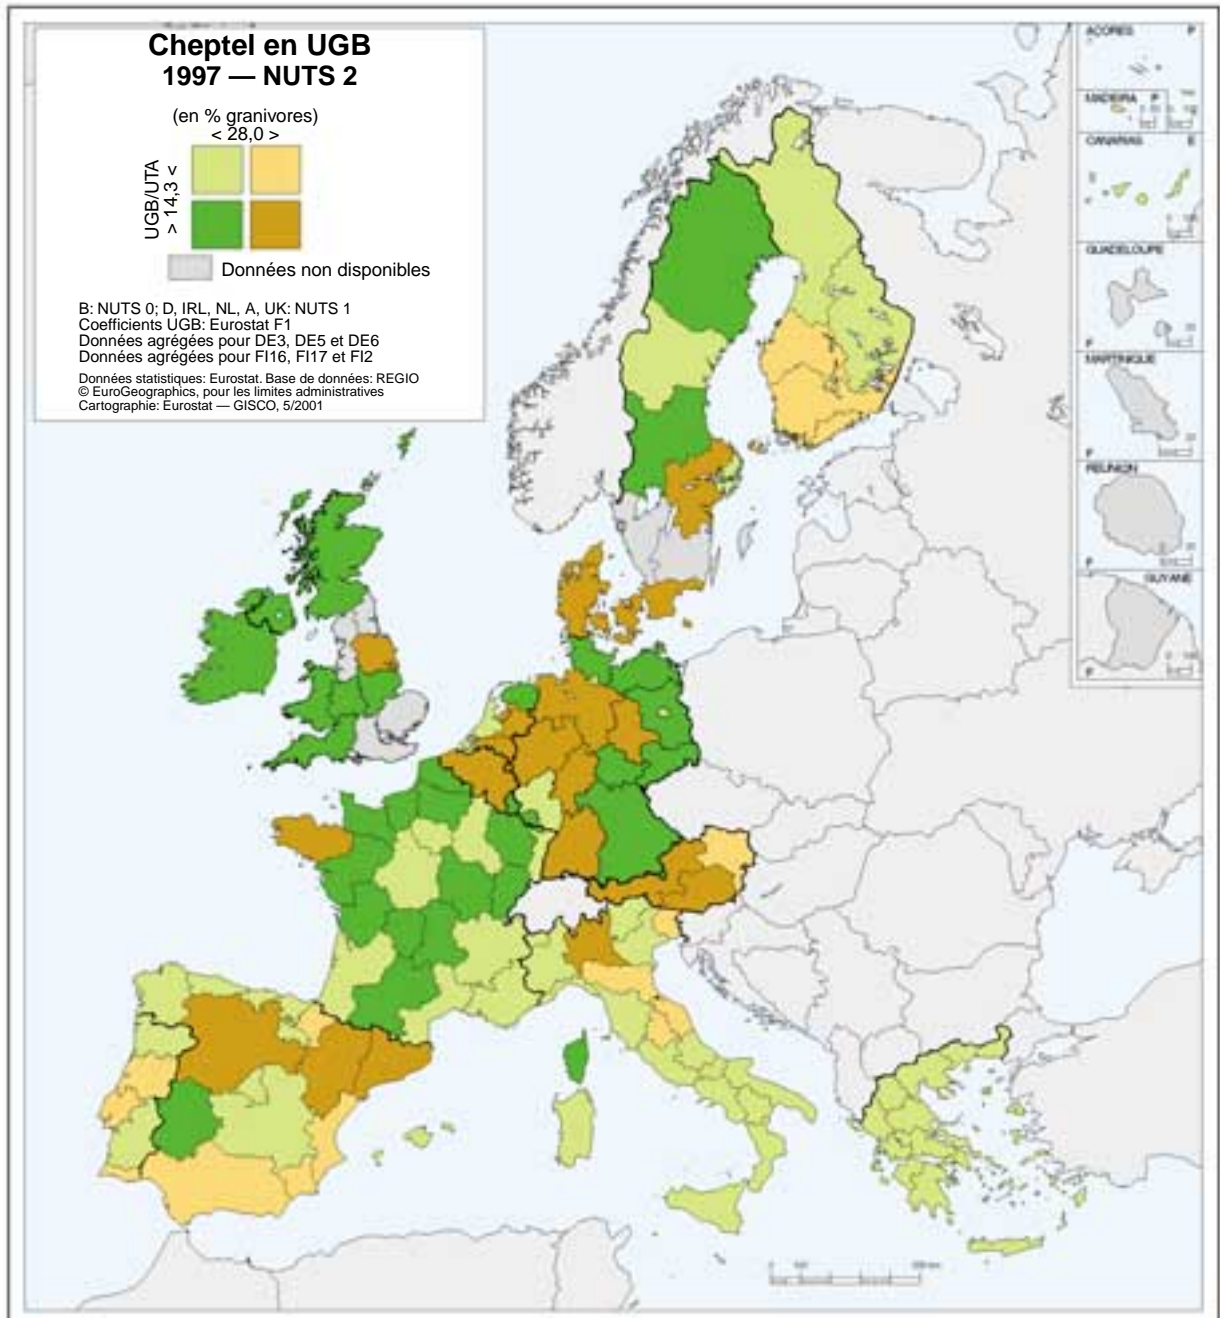 Cheptel en UGB
1997 — NUTS 2
(en % granivores)
< 28,0 >
UGB/UTA
> 14,3 <
Données non disponibles
B: NUTS 0; D, IRL, NL, A, UK: NUTS 1
Coefficients UGB: Eurostat F1
Données agrégées pour DE3, DE5 et DE6
Données agrégées pour FI16, FI17 et FI2
Données statistiques: Eurostat. Base de données: REGIO
© EuroGeographics, pour les limites administratives
Cartographie: Eurostat — GISCO, 5/2001
AÇORES P
MADEIRA P
CANARIAS E
GUADELOUPE
F
MARTINIQUE
F
REUNION
F
GUYANE
F